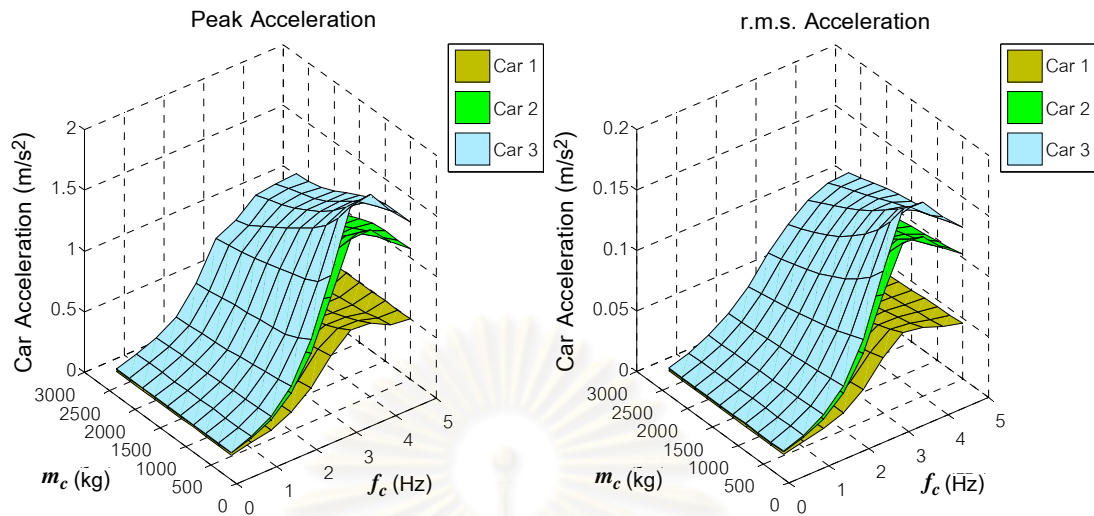 Peak Acceleration
Car 1
Car 2
Car 3
Car Acceleration (m/s²)
2
1.5
1
0.5
0
3000
2500
2000
1500
1000
500
0
m_c (kg)
0
1
2
3
4
5
f_c (Hz)
r.m.s. Acceleration
Car 1
Car 2
Car 3
Car Acceleration (m/s²)
0.2
0.15
0.1
0.05
0
3000
2500
2000
1500
1000
500
0
m_c (kg)
0
1
2
3
4
5
f_c (Hz)